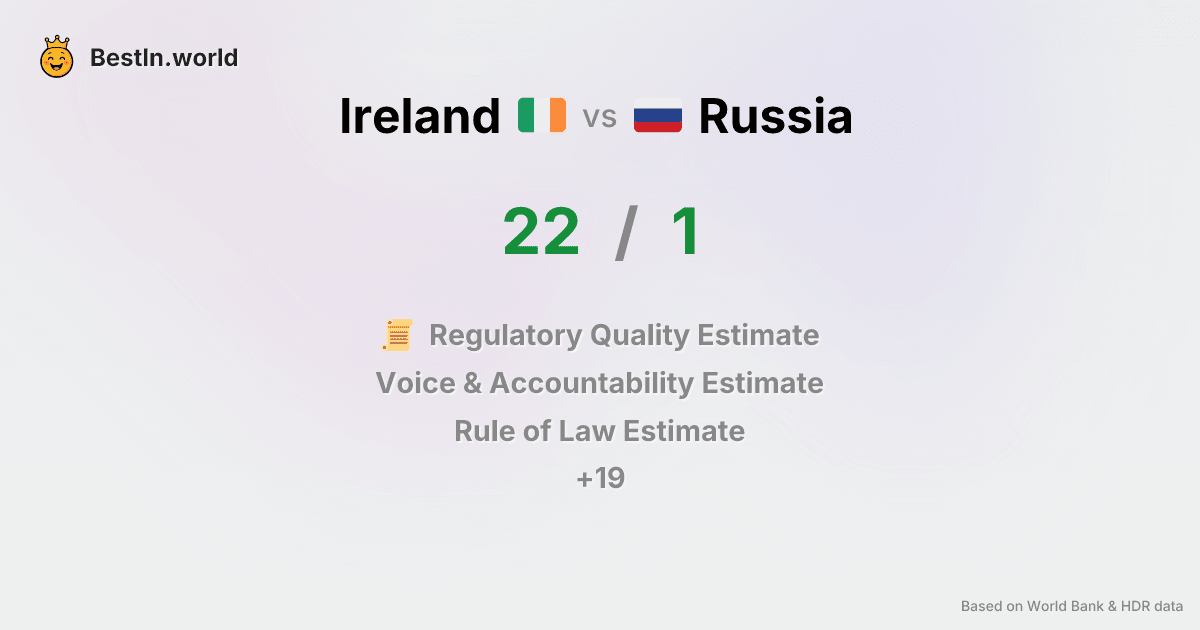 BestIn.world
Ireland vs Russia
22 / 1
Regulatory Quality Estimate
Voice & Accountability Estimate
Rule of Law Estimate
+19
Based on World Bank & HDR data